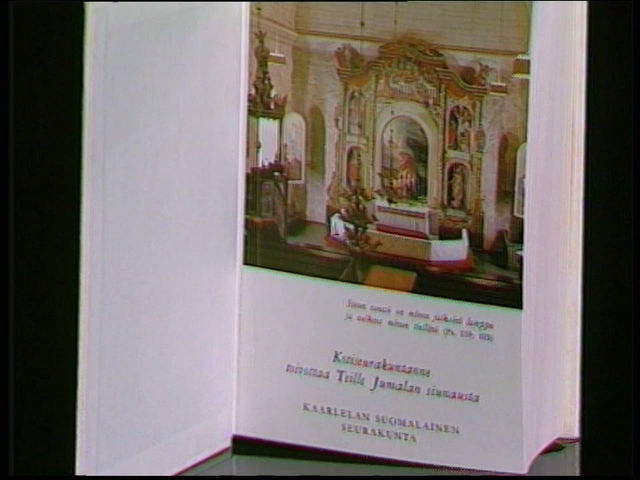 Sinun sanasi on minun jalkaini lamppu
ja valkeus minun tielläni (Ps. 119: 105)
Kotiseurakuntanne
toivottaa Teille Jumalan siunausta
KAARLELAN SUOMALAINEN
SEURAKUNTA